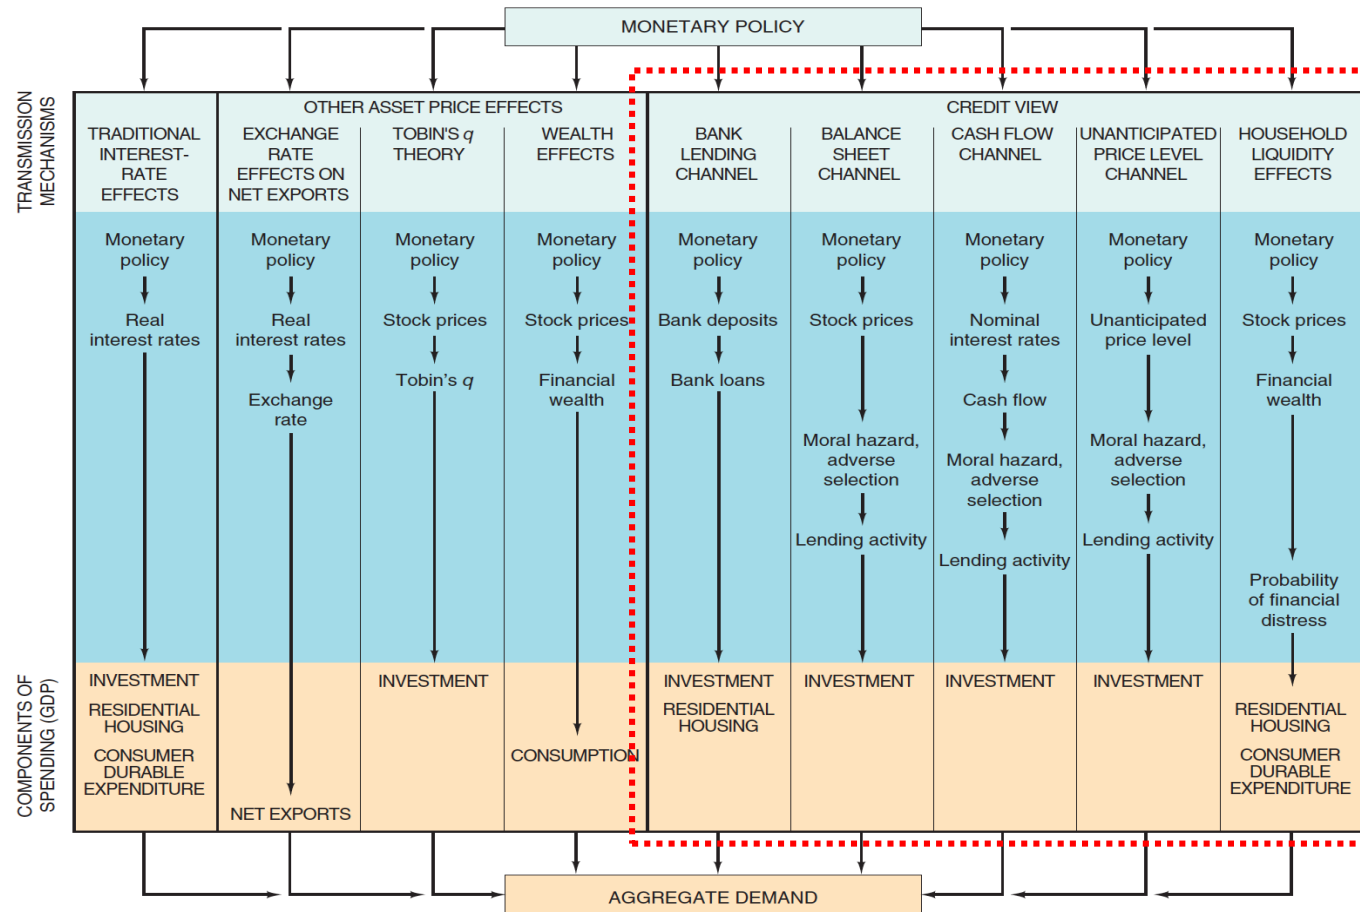 MONETARY POLICY
TRANSMISSION
MECHANISMS
OTHER ASSET PRICE EFFECTS
CREDIT VIEW
TRADITIONAL
INTEREST-
RATE
EFFECTS
EXCHANGE
RATE
EFFECTS ON
NET EXPORTS
TOBIN'S q
THEORY
WEALTH
EFFECTS
BANK
LENDING
CHANNEL
BALANCE
SHEET
CHANNEL
CASH FLOW
CHANNEL
UNANTICIPATED
PRICE LEVEL
CHANNEL
HOUSEHOLD
LIQUIDITY
EFFECTS
Monetary
policy
Real
interest rates
Monetary
policy
Real
interest rates
Exchange
rate
Monetary
policy
Stock prices
Tobin's q
Monetary
policy
Stock prices
Financial
wealth
Monetary
policy
Bank deposits
Bank loans
Monetary
policy
Stock prices
Moral hazard,
adverse
selection
Lending activity
Monetary
policy
Nominal
interest rates
Cash flow
Moral hazard,
adverse
selection
Lending activity
Monetary
policy
Unanticipated
price level
Moral hazard,
adverse
selection
Lending activity
Monetary
policy
Stock prices
Financial
wealth
Probability
of financial
distress
COMPONENTS OF
SPENDING (GDP)
INVESTMENT
RESIDENTIAL
HOUSING
CONSUMER
DURABLE
EXPENDITURE
NET EXPORTS
INVESTMENT
CONSUMPTION
INVESTMENT
RESIDENTIAL
HOUSING
INVESTMENT
INVESTMENT
INVESTMENT
RESIDENTIAL
HOUSING
CONSUMER
DURABLE
EXPENDITURE
AGGREGATE DEMAND